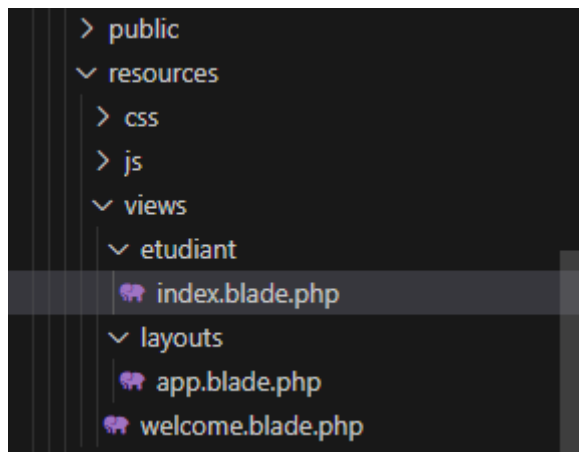 public
resources
css
js
views
etudiant
index.blade.php
layouts
app.blade.php
welcome.blade.php